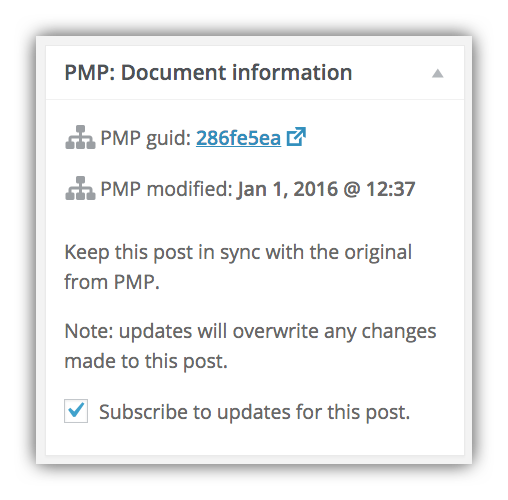 PMP: Document information
PMP guid: 286fe5ea
PMP modified: Jan 1, 2016 @ 12:37
Keep this post in sync with the original
from PMP.
Note: updates will overwrite any changes
made to this post.
Subscribe to updates for this post.